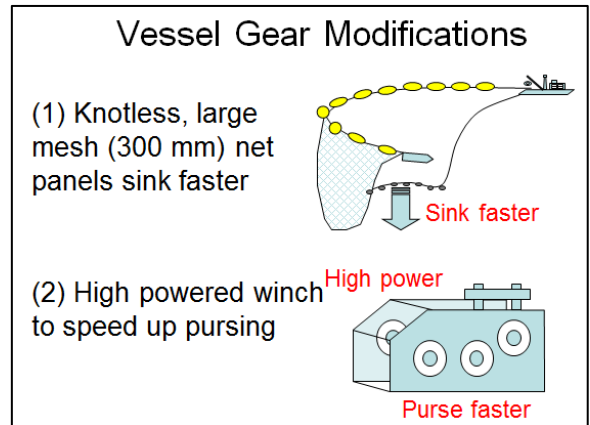 Vessel Gear Modifications
(1) Knotless, large
mesh (300 mm) net
panels sink faster
Sink faster
(2) High powered winch
to speed up pursing
High power
Purse faster